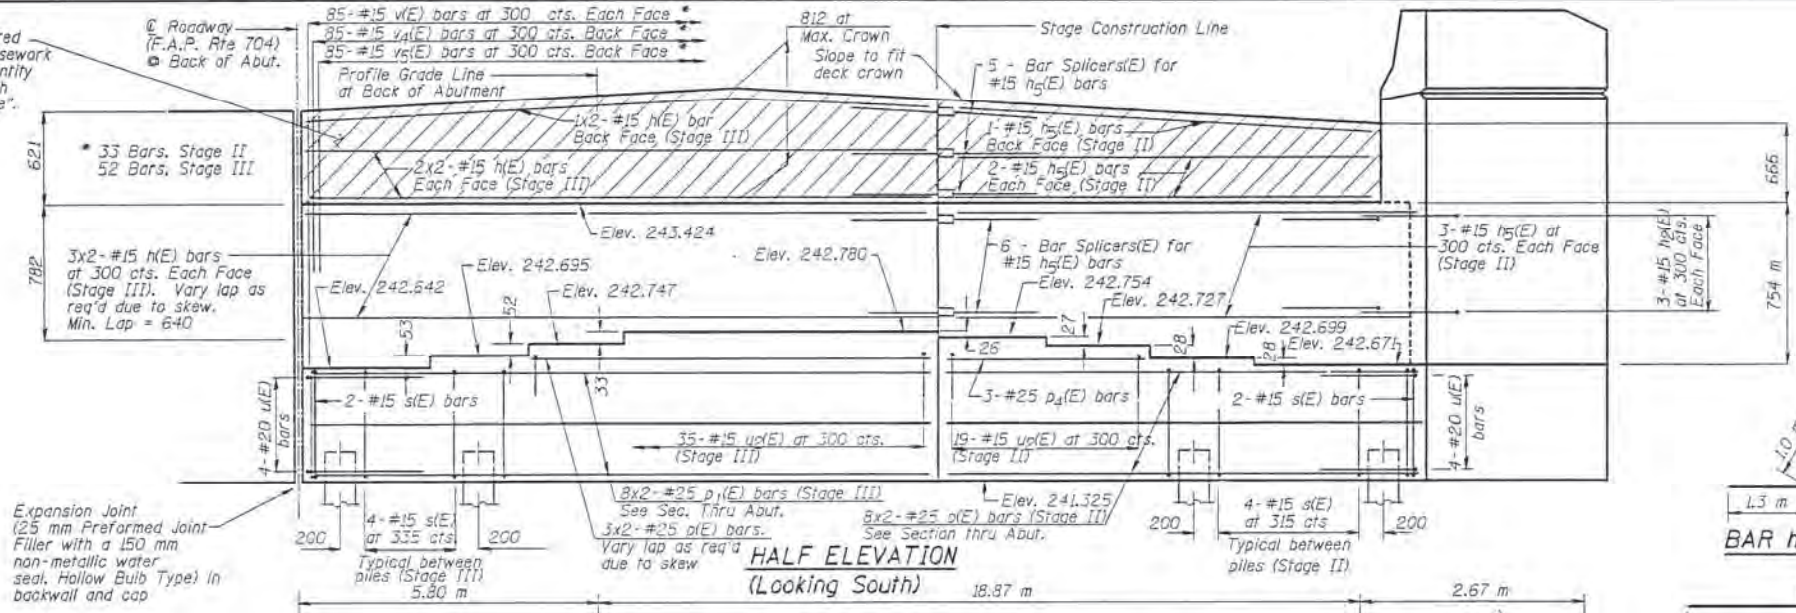 red
sework
ntity
h
e".
℄ Roadway
(F.A.P. Rte 704)
@ Back of Abut.
85-#15 v(E) bars at 300 cts. Each Face *
85-#15 v4(E) bars at 300 cts. Back Face *
85-#15 v5(E) bars at 300 cts. Back Face *
Profile Grade Line
at Back of Abutment
812 at
Max. Crown
Slope to fit
deck crown
Stage Construction Line
5 - Bar Splicers(E) for
#15 h5(E) bars
1x2-#15 h(E) bar
Back Face (Stage III)
1-#15 h5(E) bars
Back Face (Stage II)
621
* 33 Bars, Stage II
52 Bars, Stage III
2x2-#15 h(E) bars
Each Face (Stage III)
2-#15 h5(E) bars
Each Face (Stage II)
666
782
Elev. 243.424
3x2-#15 h(E) bars
at 300 cts. Each Face
(Stage III). Vary lap as
req'd due to skew.
Min. Lap = 640
Elev. 242.642
Elev. 242.695
Elev. 242.747
Elev. 242.780
6 - Bar Splicers(E) for
#15 h5(E) bars
Elev. 242.754
Elev. 242.727
Elev. 242.699
Elev. 242.671
3-#15 h5(E) at
300 cts. Each Face
(Stage II)
at 300 cts.
Each Face
754 m
53
52
33
26
27
28
28
4-#20 u(E)
bars
2-#15 s(E) bars
3-#25 p4(E) bars
2-#15 s(E) bars
4-#20 u(E)
bars
35-#15 u2(E) at 300 cts.
(Stage III)
19-#15 u2(E) at 300 cts.
(Stage II)
8x2-#25 p1(E) bars (Stage III)
See Sec. Thru Abut.
3x2-#25 p(E) bars.
Vary lap as req'd
due to skew
Elev. 241.325
8x2-#25 p(E) bars (Stage II)
See Section thru Abut.
Expansion Joint
(25 mm Preformed Joint
Filler with a 150 mm
non-metallic water
seal, Hollow Bulb Type) in
backwall and cap
200
4-#15 s(E)
at 335 cts.
200
Typical between
piles (Stage III)
200
4-#15 s(E)
at 315 cts
200
Typical between
piles (Stage II)
HALF ELEVATION
(Looking South)
5.80 m
18.87 m
2.67 m
1.3 m
BAR h